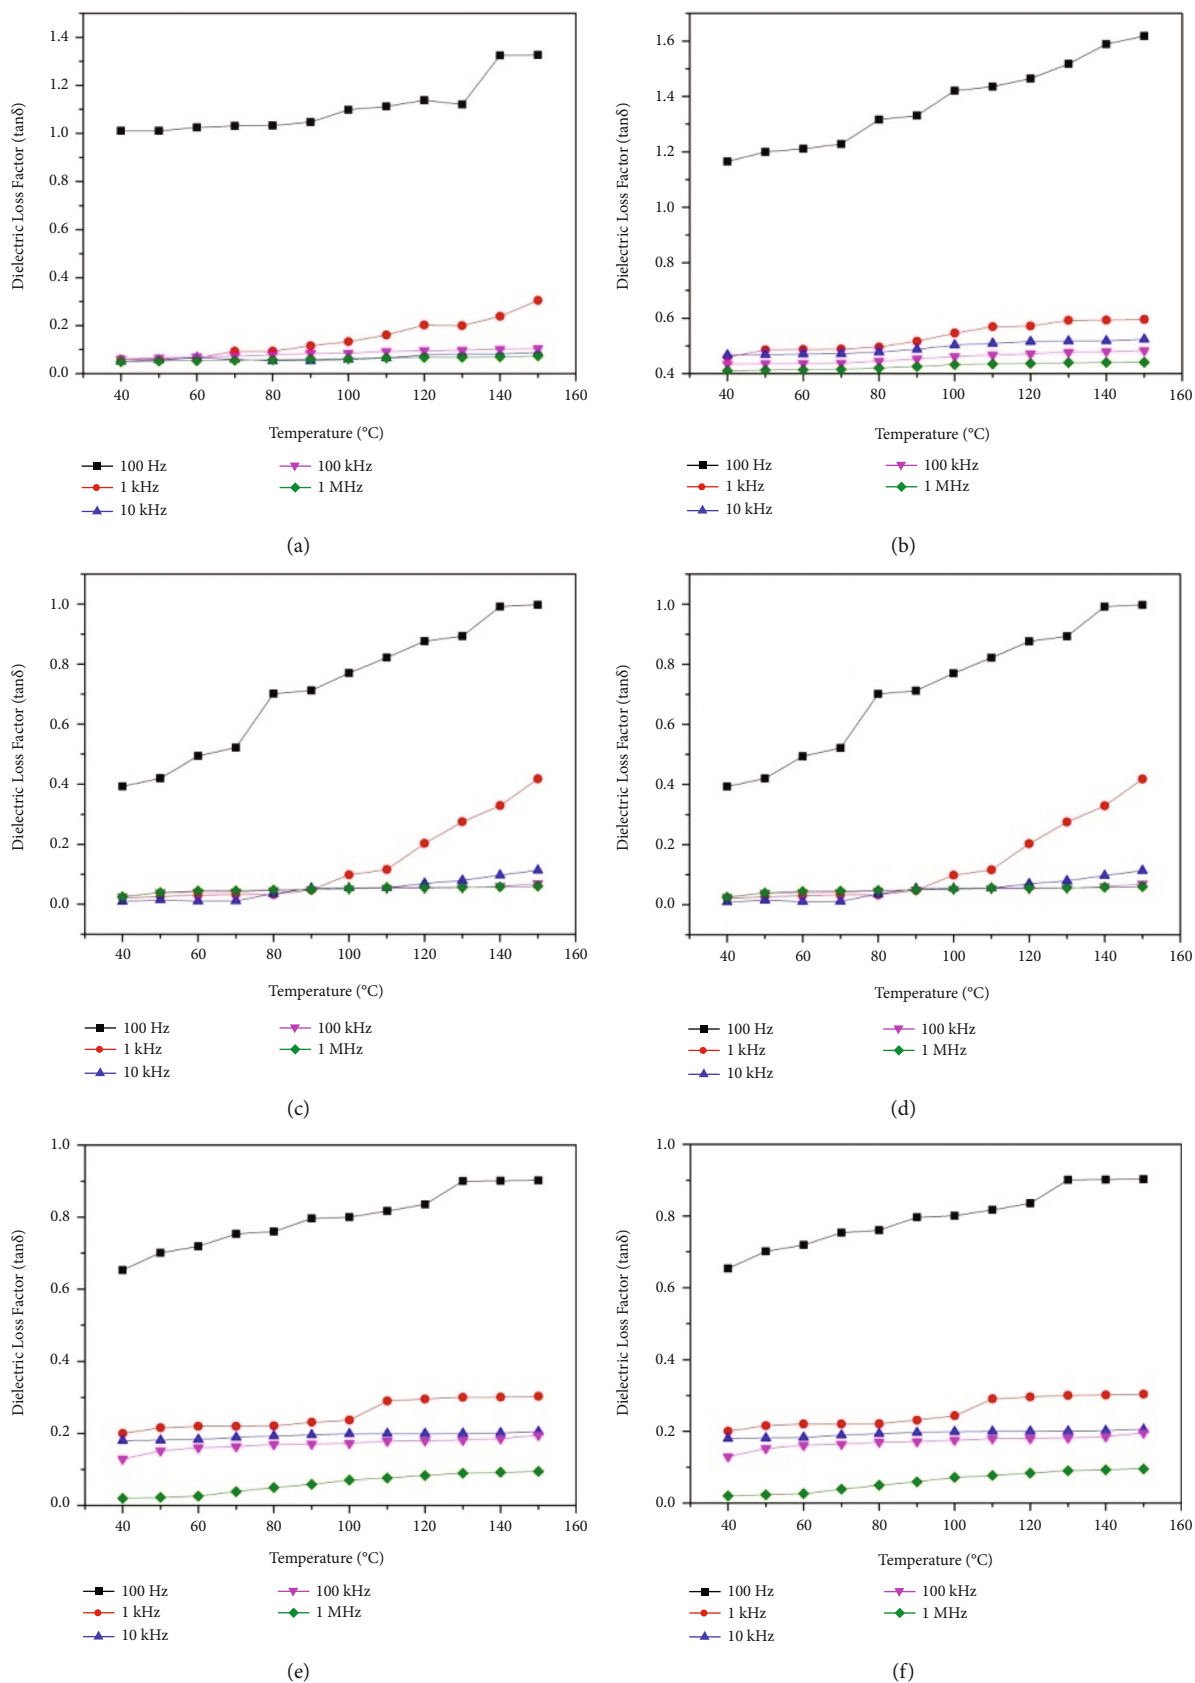 Dielectric Loss Factor (tanδ)
1.4
1.2
1.0
0.8
0.6
0.4
0.2
0.0
40 60 80 100 120 140 160
Temperature (°C)
100 Hz
1 kHz
10 kHz
100 kHz
1 MHz
(a)
Dielectric Loss Factor (tanδ)
1.6
1.4
1.2
1.0
0.8
0.6
0.4
40 60 80 100 120 140 160
Temperature (°C)
100 Hz
1 kHz
10 kHz
100 kHz
1 MHz
(b)
Dielectric Loss Factor (tanδ)
1.0
0.8
0.6
0.4
0.2
0.0
40 60 80 100 120 140 160
Temperature (°C)
100 Hz
1 kHz
10 kHz
100 kHz
1 MHz
(c)
Dielectric Loss Factor (tanδ)
1.0
0.8
0.6
0.4
0.2
0.0
40 60 80 100 120 140 160
Temperature (°C)
100 Hz
1 kHz
10 kHz
100 kHz
1 MHz
(d)
Dielectric Loss Factor (tanδ)
1.0
0.8
0.6
0.4
0.2
0.0
40 60 80 100 120 140 160
Temperature (°C)
100 Hz
1 kHz
10 kHz
100 kHz
1 MHz
(e)
Dielectric Loss Factor (tanδ)
1.0
0.8
0.6
0.4
0.2
0.0
40 60 80 100 120 140 160
Temperature (°C)
100 Hz
1 kHz
10 kHz
100 kHz
1 MHz
(f)